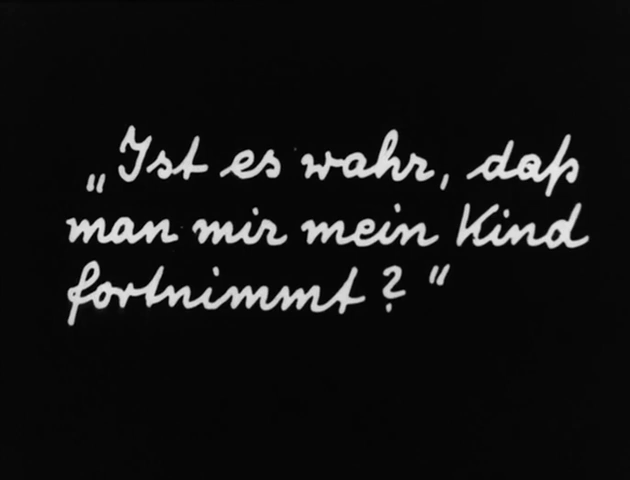 „Ist es wahr, daß
man mir mein Kind
fortnimmt?“